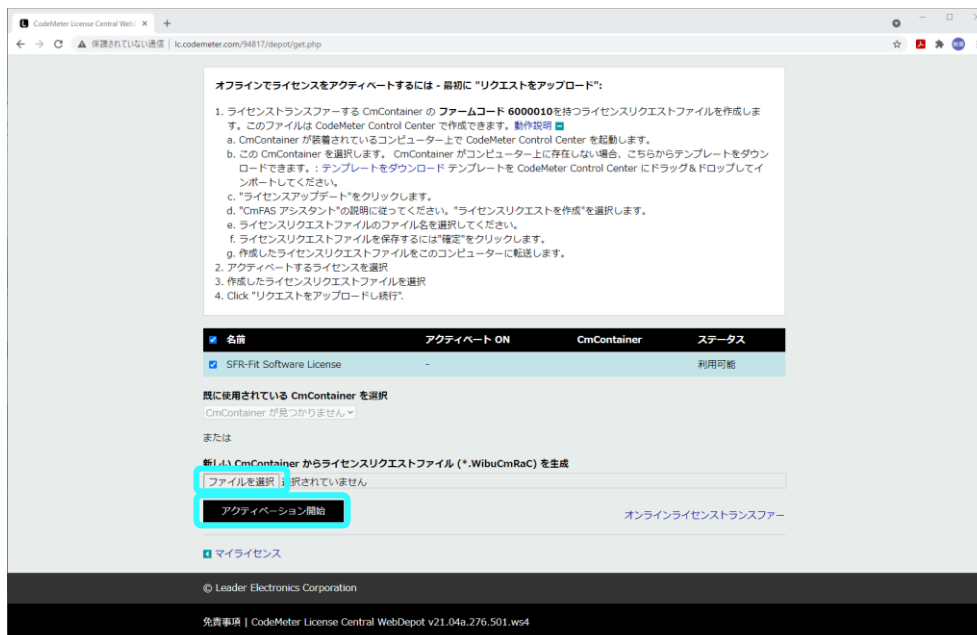 CodeMeter License Central WebD
保護されていない通信 | lc.codemeter.com/94817/depot/get.php
オフラインでライセンスをアクティベートするには - 最初に "リクエストをアップロード":
1. ライセンストランスファーする CmContainer の ファームコード 6000010を持つライセンスリクエストファイルを作成しま
す。このファイルは CodeMeter Control Center で作成できます。動作説明
a. CmContainer が装着されているコンピューター上で CodeMeter Control Center を起動します。
b. この CmContainer を選択します。 CmContainer がコンピューター上に存在しない場合、こちらからテンプレートをダウン
ロードできます。: テンプレートをダウンロード テンプレートを CodeMeter Control Center にドラッグ＆ドロップしてイ
ンポートしてください。
c. "ライセンスアップデート"をクリックします。
d. "CmFAS アシスタント"の説明に従ってください。"ライセンスリクエストを作成"を選択します。
e. ライセンスリクエストファイルのファイル名を選択してください。
f. ライセンスリクエストファイルを保存するには"確定"をクリックします。
g. 作成したライセンスリクエストファイルをこのコンピューターに転送します。
2. アクティベートするライセンスを選択
3. 作成したライセンスリクエストファイルを選択
4. Click "リクエストをアップロードし続行".
名前 アクティベート ON CmContainer ステータス
SFR-Fit Software License - 利用可能
既に使用されている CmContainer を選択
CmContainer が見つかりません
または
新しい CmContainer からライセンスリクエストファイル (*.WibuCmRaC) を生成
ファイルを選択 選択されていません
アクティベーション開始
オンラインライセンストランスファー
マイライセンス
© Leader Electronics Corporation
免責事項 | CodeMeter License Central WebDepot v21.04a.276.501.ws4